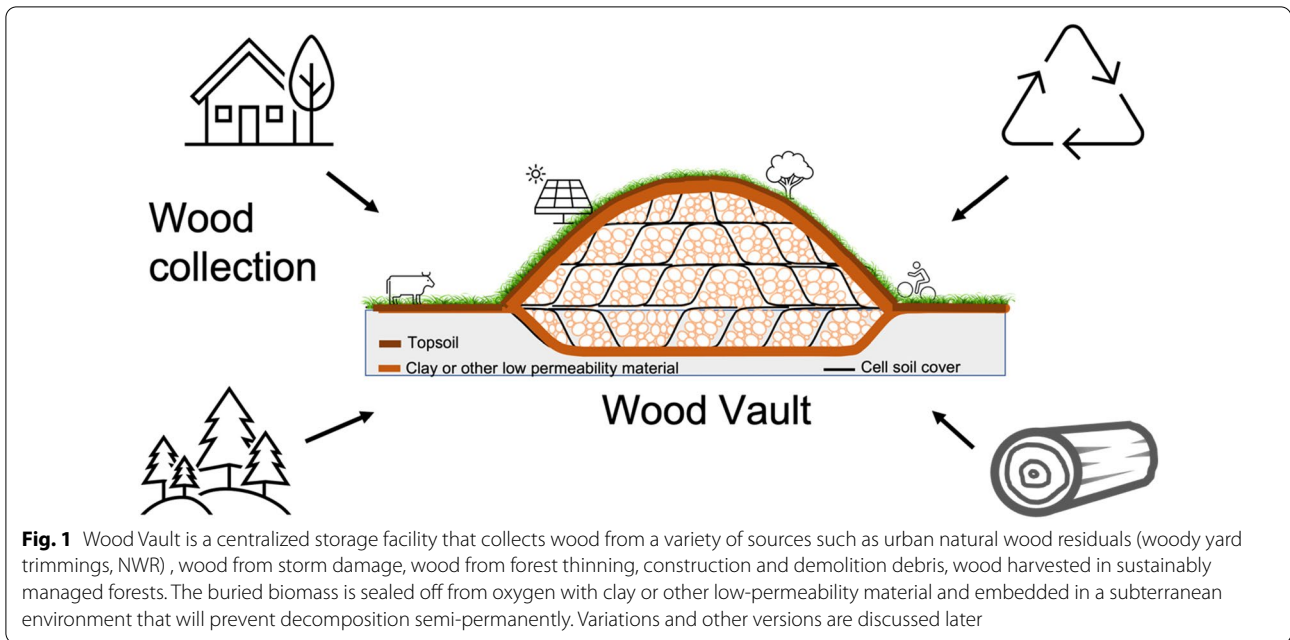 Wood
collection
Topsoil
Clay or other low permeability material
Cell soil cover
Wood Vault
Fig. 1 Wood Vault is a centralized storage facility that collects wood from a variety of sources such as urban natural wood residuals (woody yard
trimmings, NWR) , wood from storm damage, wood from forest thinning, construction and demolition debris, wood harvested in sustainably
managed forests. The buried biomass is sealed off from oxygen with clay or other low-permeability material and embedded in a subterranean
environment that will prevent decomposition semi-permanently. Variations and other versions are discussed later